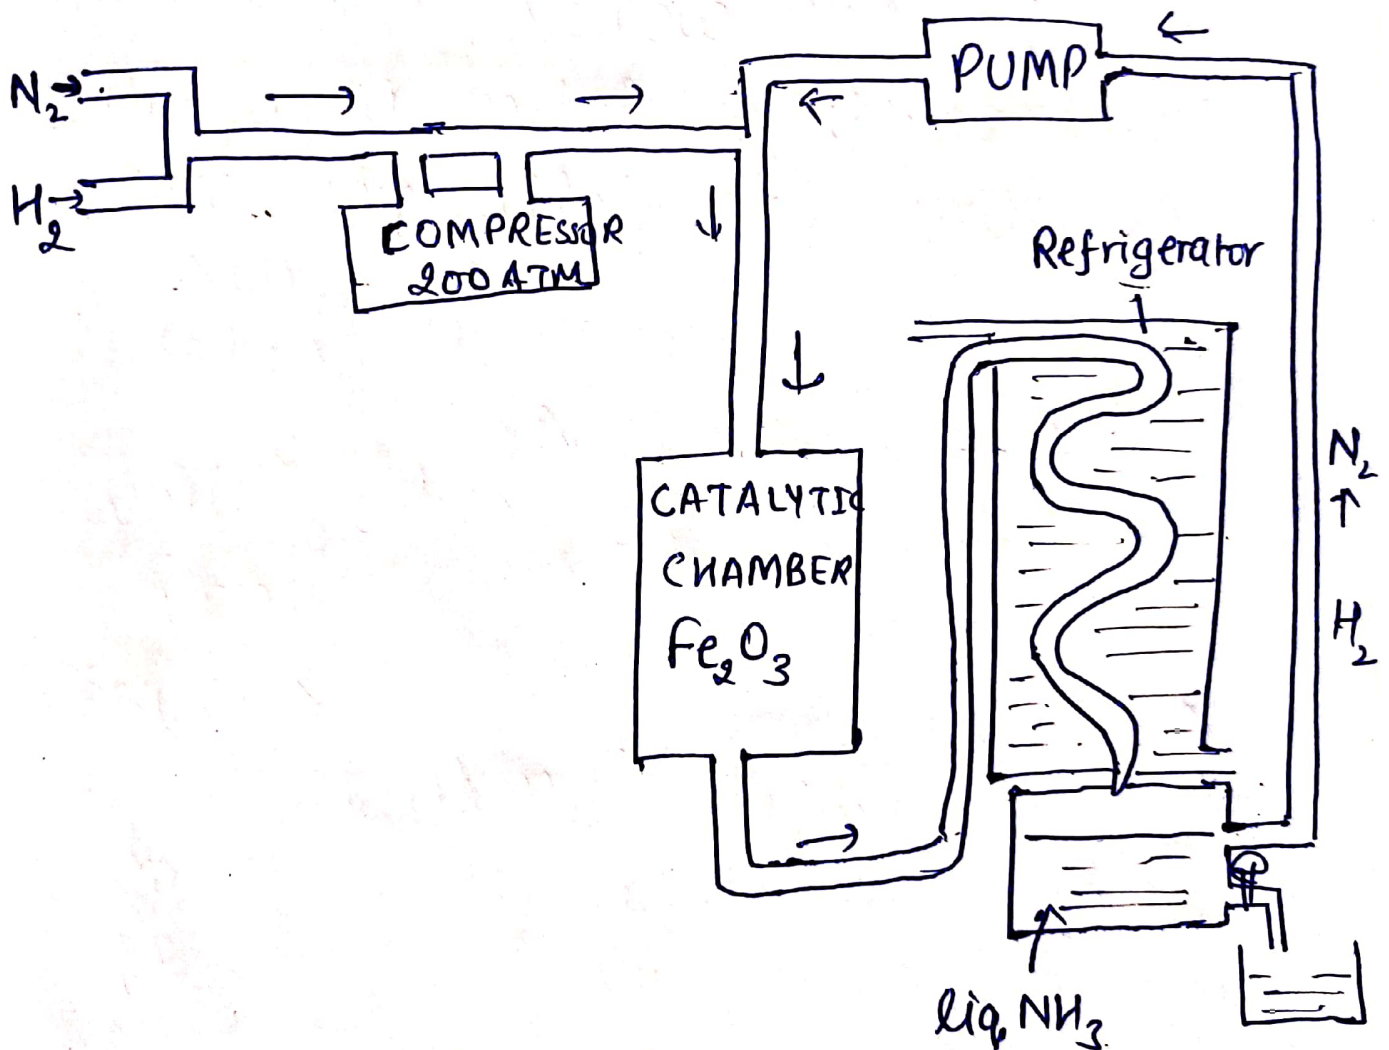 N2
H2
COMPRESSOR
200 ATM
PUMP
Refrigerator
CATALYTIC
CHAMBER
Fe2O3
N2
↑
H2
liq NH3